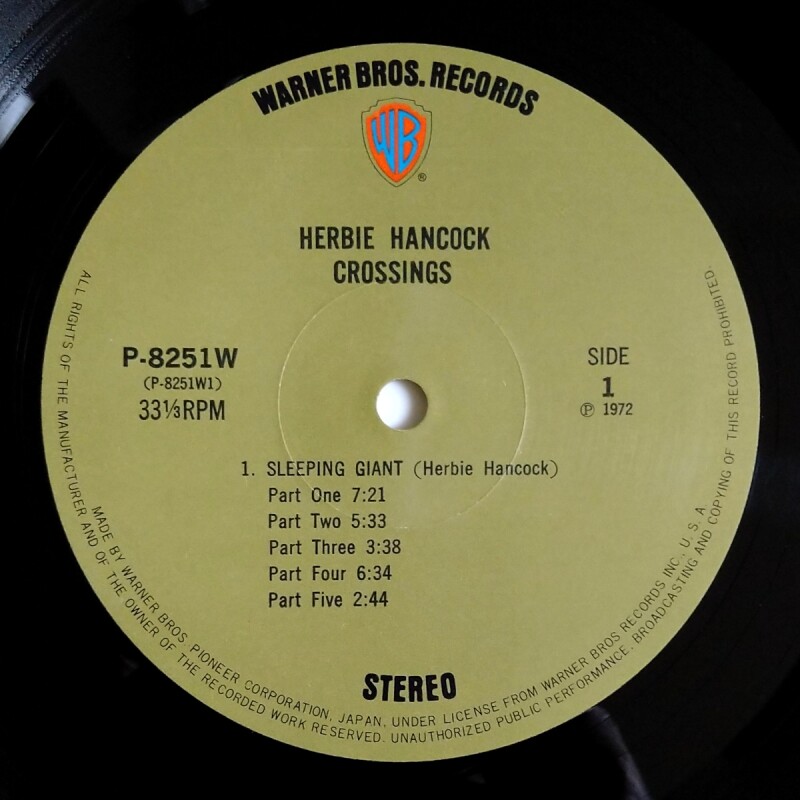 WARNER BROS. RECORDS
WB
®
HERBIE HANCOCK
CROSSINGS
P-8251W
(P-8251W1)
33⅓RPM
SIDE
1
℗ 1972
1. SLEEPING GIANT (Herbie Hancock)
Part One 7:21
Part Two 5:33
Part Three 3:38
Part Four 6:34
Part Five 2:44
STEREO
MADE BY WARNER BROS. PIONEER CORPORATION, JAPAN, UNDER LICENSE FROM WARNER BROS RECORDS INC., U. S. A
ALL RIGHTS OF THE MANUFACTURER AND OF THE OWNER OF THE RECORDED WORK RESERVED. UNAUTHORIZED PUBLIC PERFORMANCE, BROADCASTING AND COPYING OF THIS RECORD PROHIBITED.